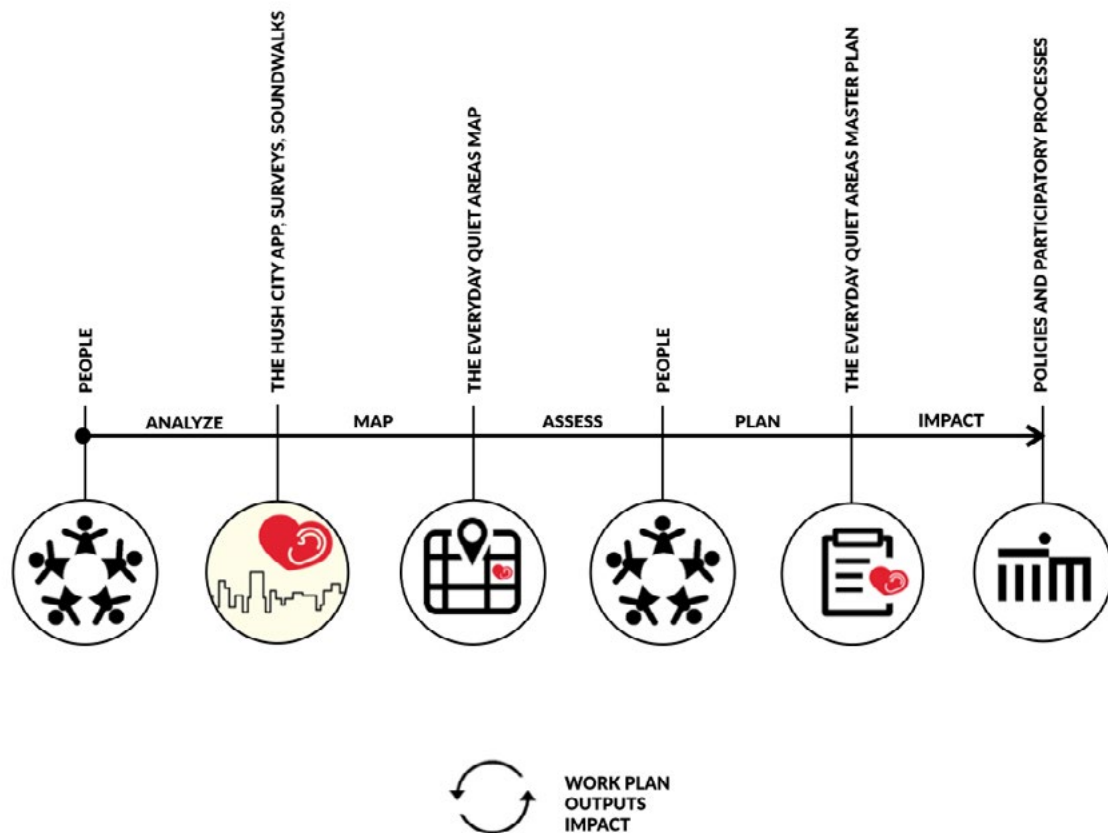 PEOPLE
THE HUSH CITY APP, SURVEYS, SOUNDWALKS
THE EVERYDAY QUIET AREAS MAP
PEOPLE
THE EVERYDAY QUIET AREAS MASTER PLAN
POLICIES AND PARTICIPATORY PROCESSES
ANALYZE
MAP
ASSESS
PLAN
IMPACT
WORK PLAN
OUTPUTS
IMPACT